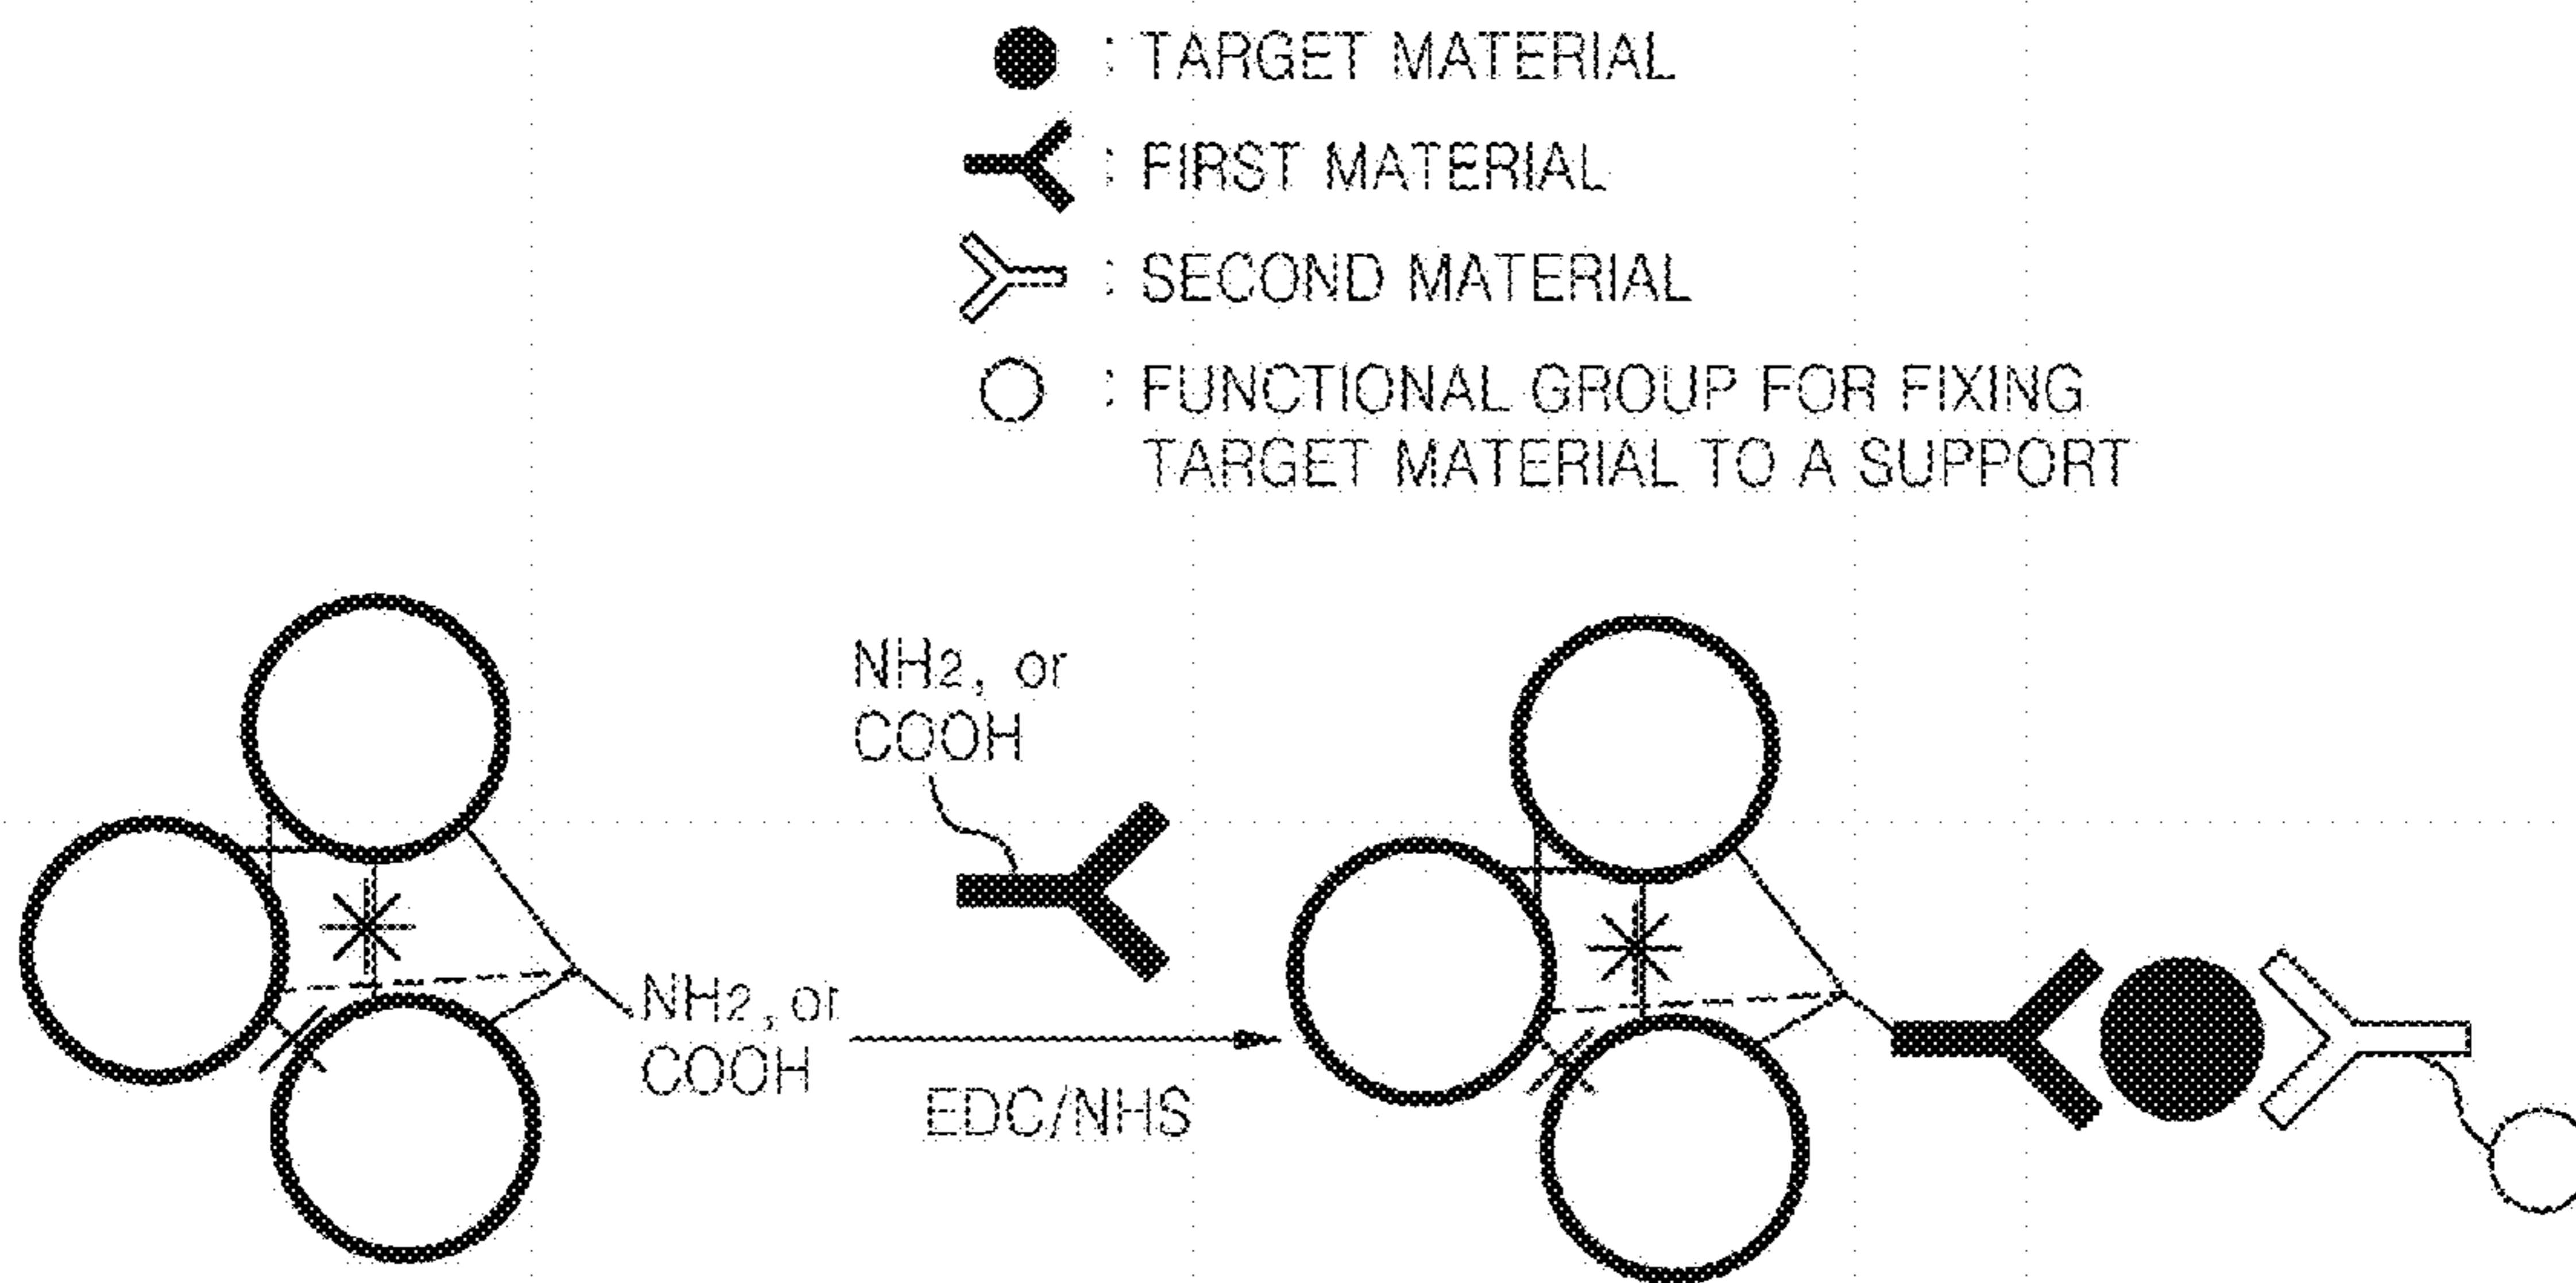 : TARGET MATERIAL
: FIRST MATERIAL
: SECOND MATERIAL
: FUNCTIONAL GROUP FOR FIXING
TARGET MATERIAL TO A SUPPORT
NH2, or
COOH
NH2, or
COOH
EDC/NHS